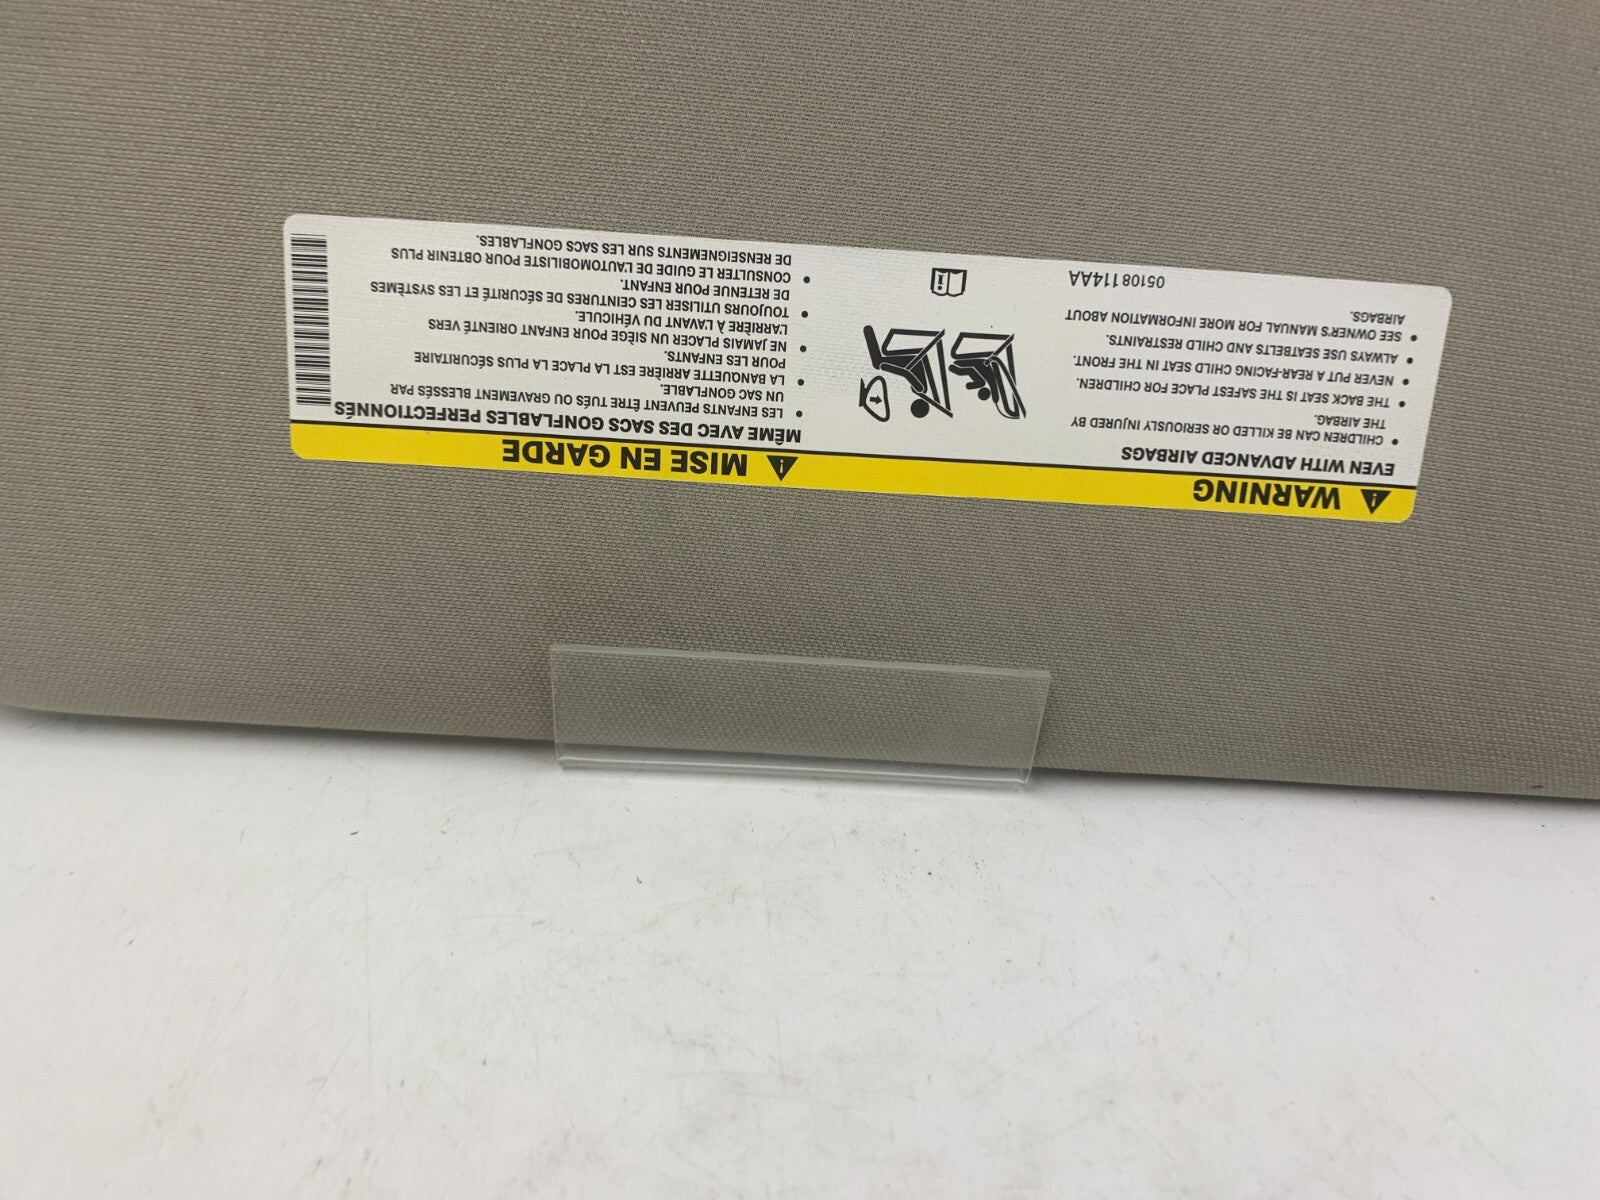 WARNING
EVEN WITH ADVANCED AIRBAGS
• CHILDREN CAN BE KILLED OR SERIOUSLY INJURED BY
THE AIRBAG.
• THE BACK SEAT IS THE SAFEST PLACE FOR CHILDREN.
• NEVER PUT A REAR-FACING CHILD SEAT IN THE FRONT.
• ALWAYS USE SEATBELTS AND CHILD RESTRAINTS.
• SEE OWNER'S MANUAL FOR MORE INFORMATION ABOUT
AIRBAGS.
05108114AA
MISE EN GARDE
MÊME AVEC DES SACS GONFLABLES PERFECTIONNÉS
• LES ENFANTS PEUVENT ÊTRE TUÉS OU GRAVEMENT BLESSÉS PAR
UN SAC GONFLABLE.
• LA BANQUETTE ARRIÈRE EST LA PLACE LA PLUS SÉCURITAIRE
POUR LES ENFANTS.
• NE JAMAIS PLACER UN SIÈGE POUR ENFANT ORIENTÉ VERS
L'ARRIÈRE À L'AVANT DU VÉHICULE.
• TOUJOURS UTILISER LES CEINTURES DE SÉCURITÉ ET LES SYSTÈMES
DE RETENUE POUR ENFANT.
• CONSULTER LE GUIDE DE L'AUTOMOBILISTE POUR OBTENIR PLUS
DE RENSEIGNEMENTS SUR LES SACS GONFLABLES.